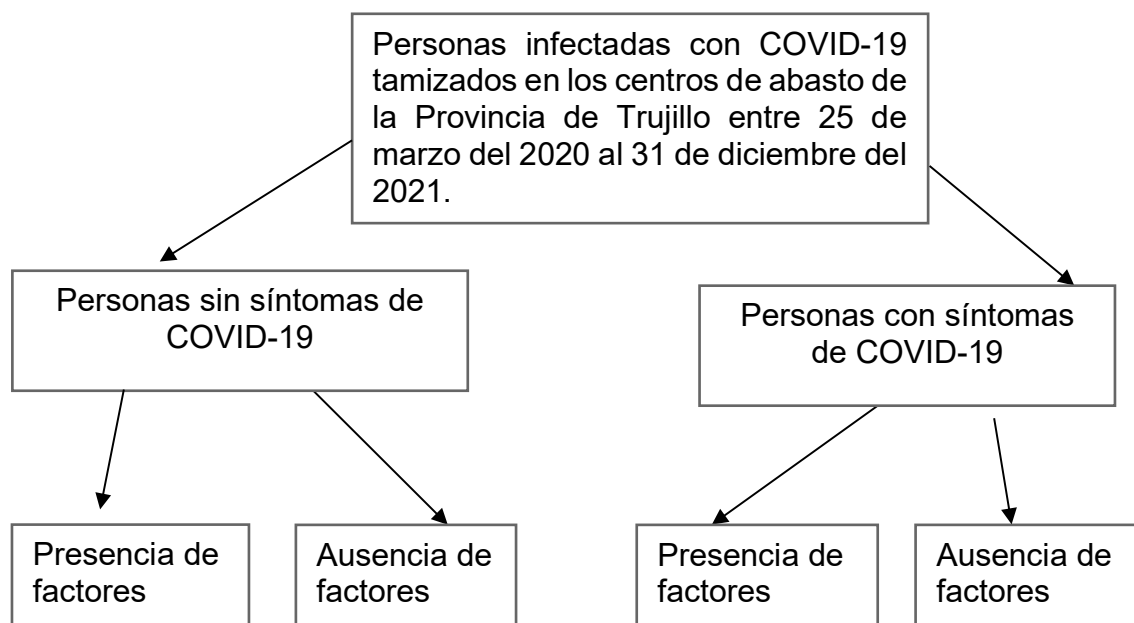 Personas infectadas con COVID-19
tamizados en los centros de abasto de
la Provincia de Trujillo entre 25 de
marzo del 2020 al 31 de diciembre del
2021.
Personas sin síntomas de
COVID-19
Personas con síntomas
de COVID-19
Presencia de
factores
Ausencia de
factores
Presencia de
factores
Ausencia de
factores